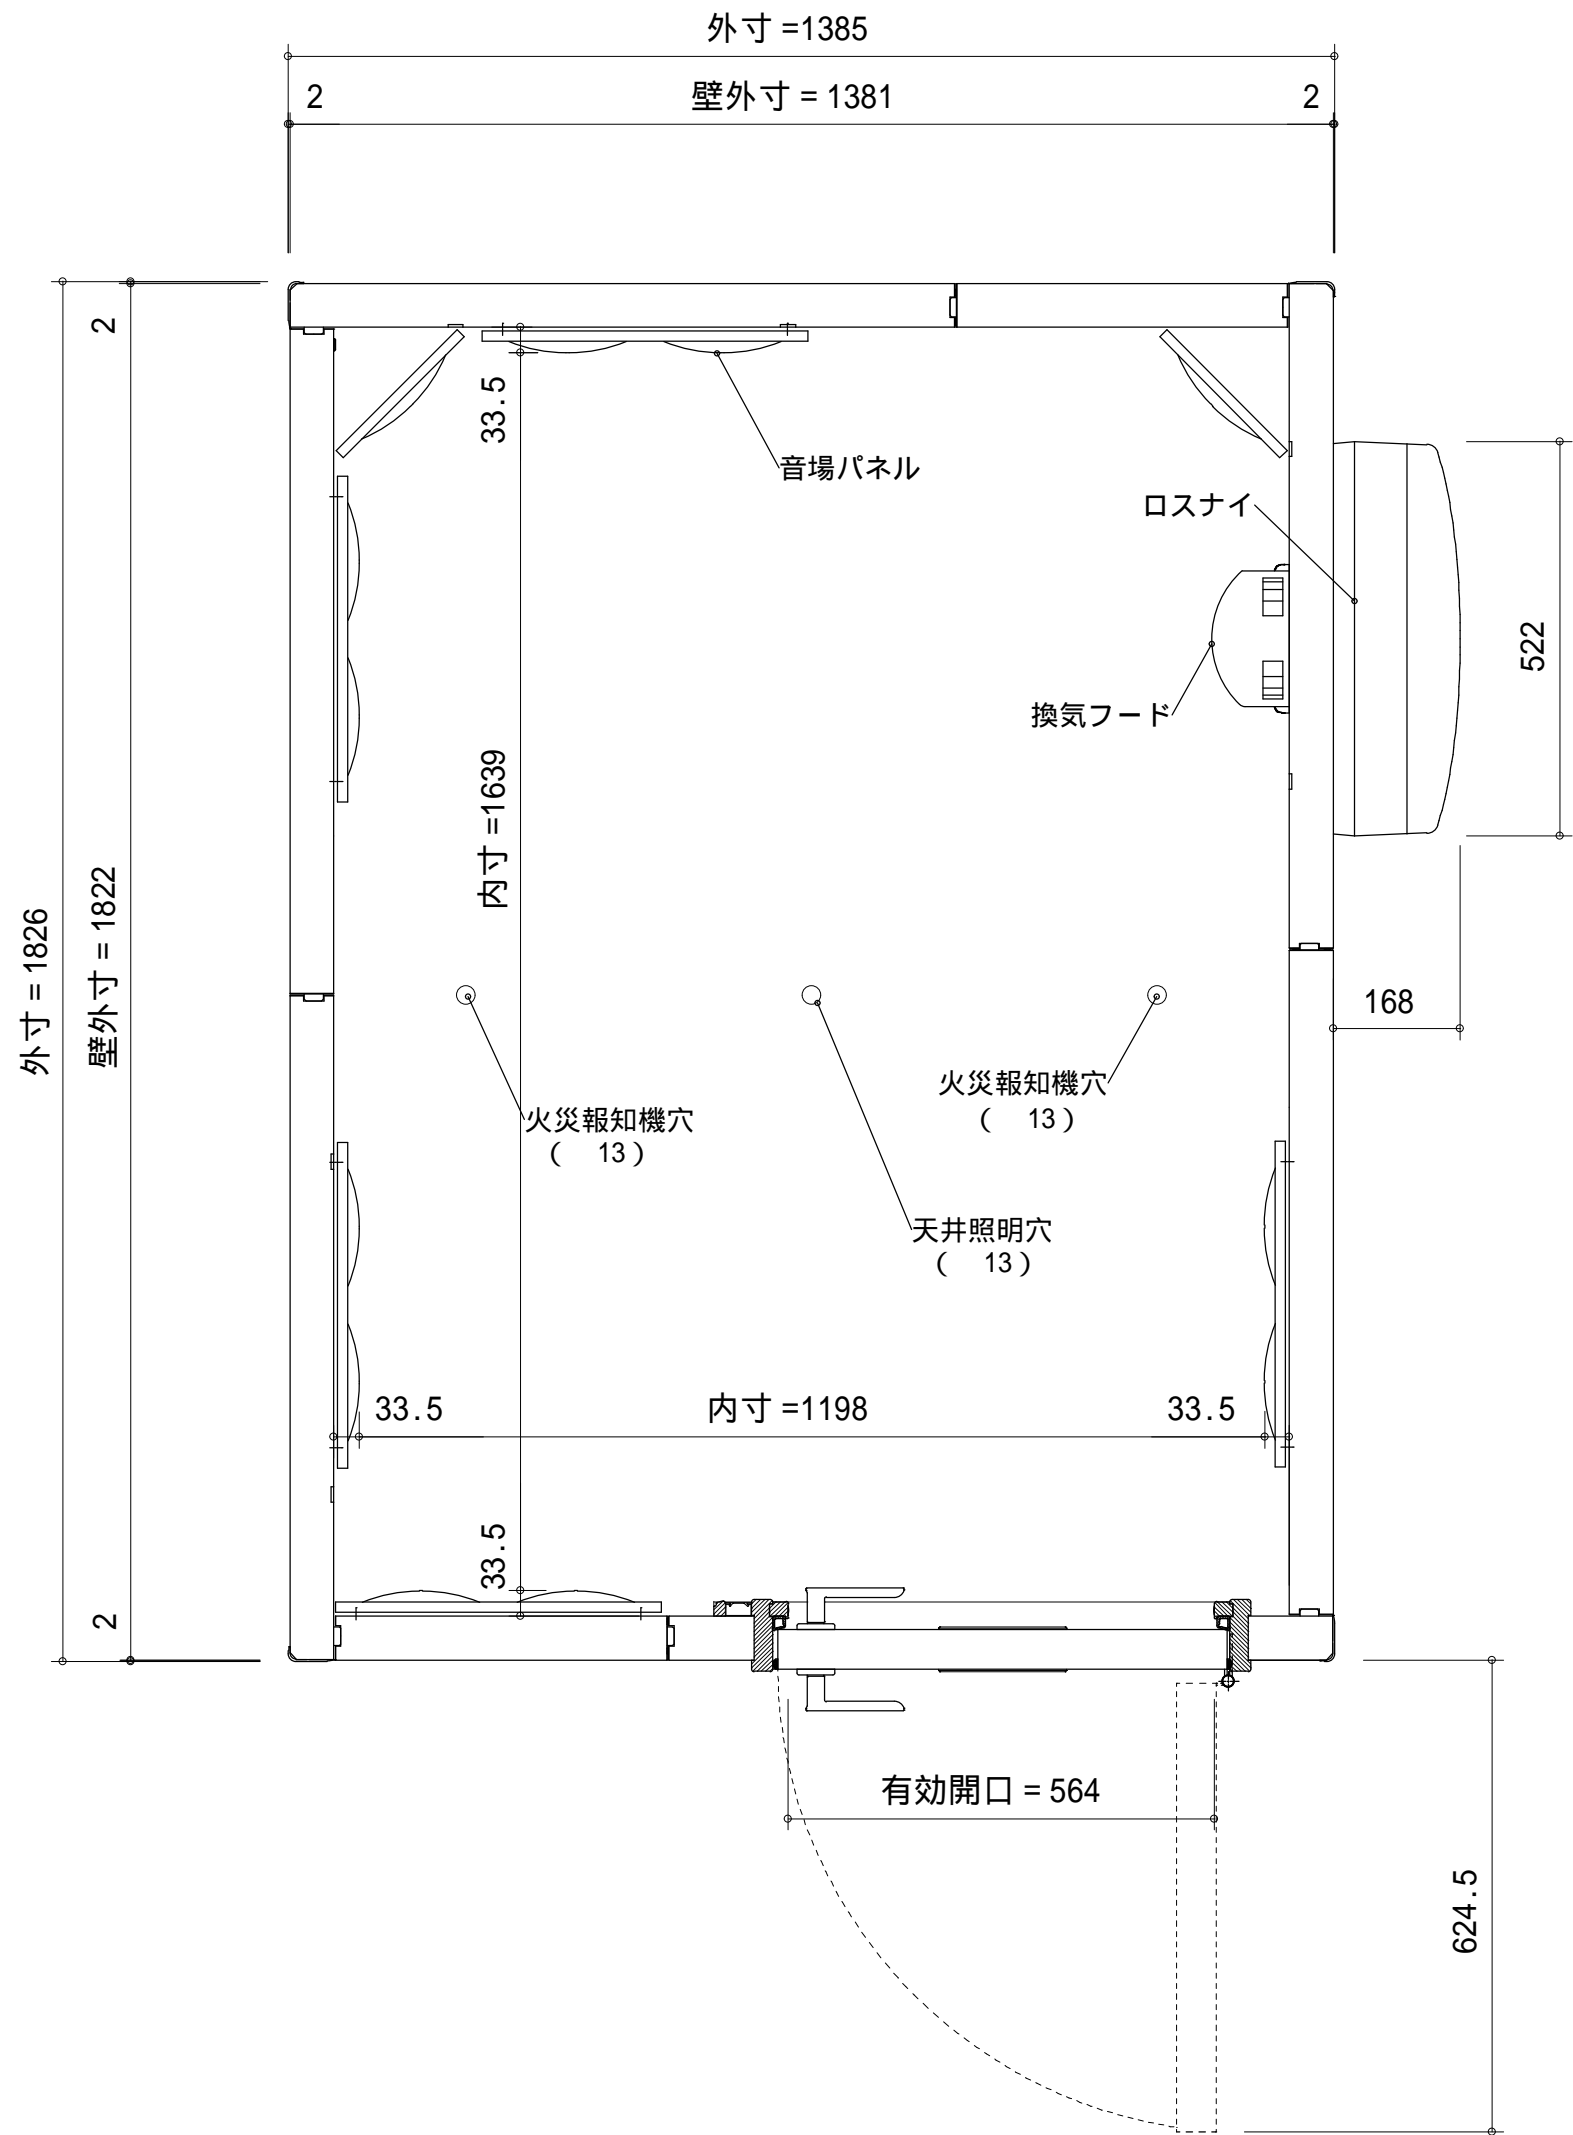 外寸 =1385
2
壁外寸 = 1381
2
2
33.5
音場パネル
ロスナイ
522
換気フード
内寸 =1639
外寸 = 1826
壁外寸 = 1822
168
火災報知機穴
( 13 )
火災報知機穴
( 13 )
天井照明穴
( 13 )
33.5
内寸 =1198
33.5
33.5
2
有効開口 = 564
624.5